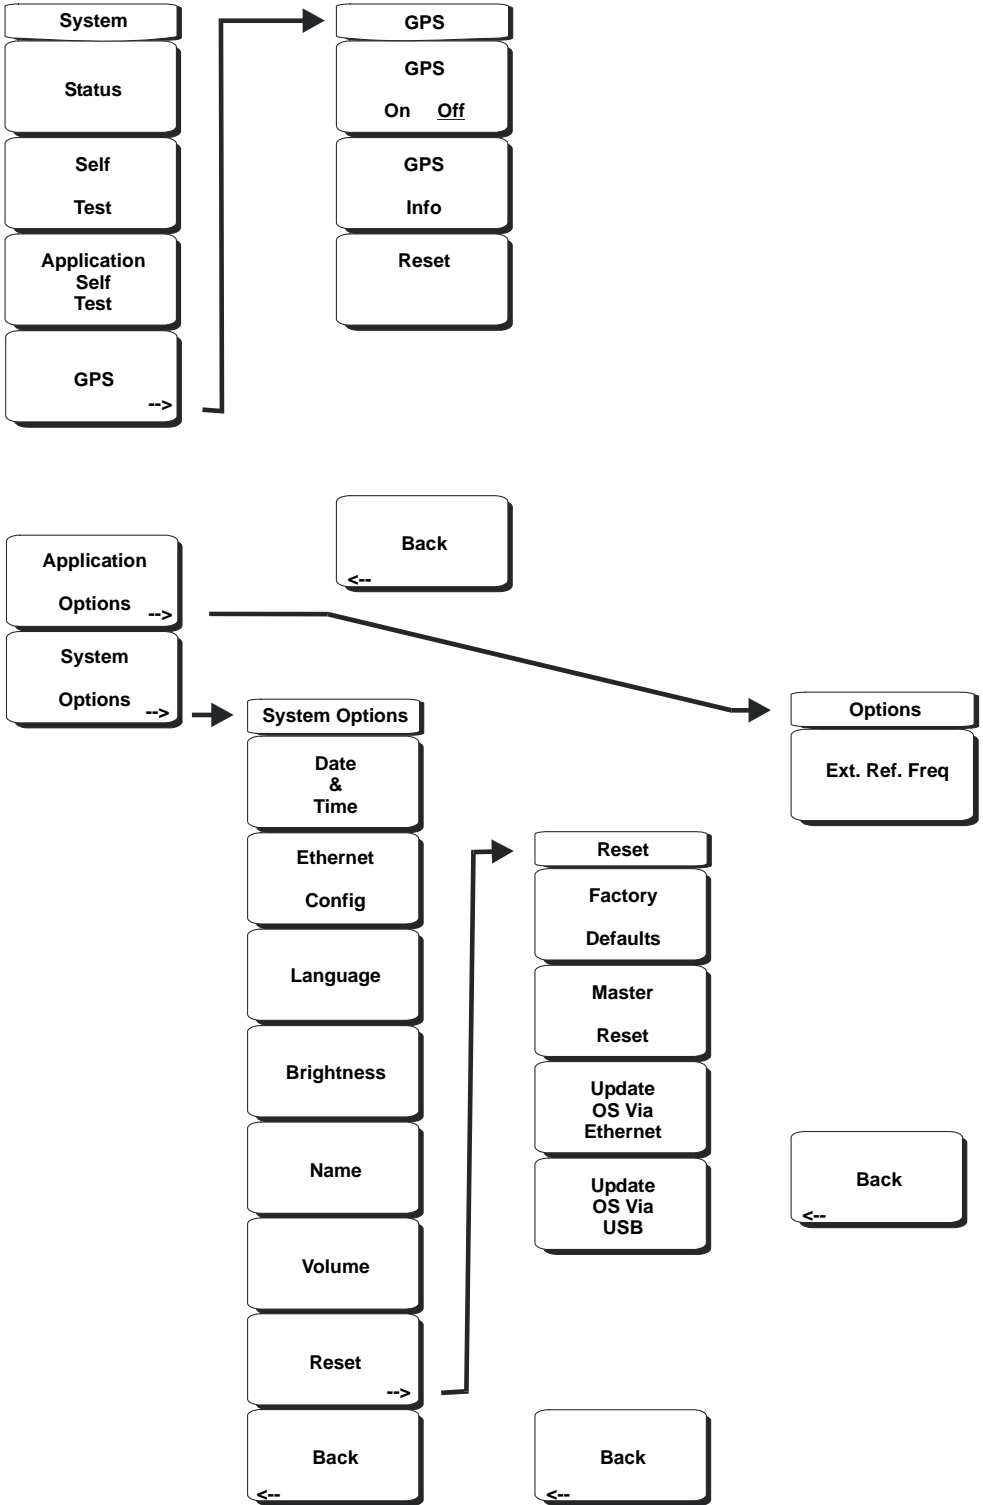 System
Status
Self
Test
Application
Self
Test
GPS
-->
GPS
GPS
On Off
GPS
Info
Reset
Back
<--
Application
Options -->
System
Options -->
System Options
Date
&
Time
Ethernet
Config
Language
Brightness
Name
Volume
Reset
-->
Back
<--
Reset
Factory
Defaults
Master
Reset
Update
OS Via
Ethernet
Update
OS Via
USB
Back
<--
Options
Ext. Ref. Freq
Back
<--